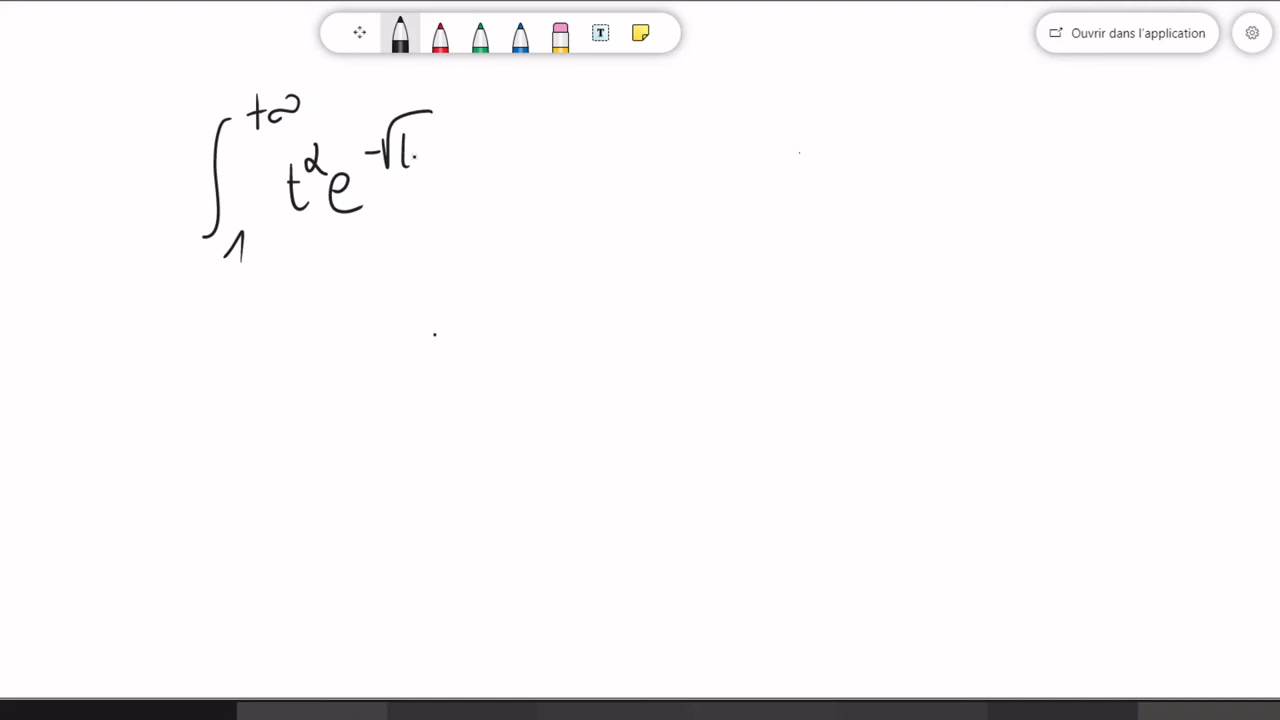 T Ouvrir dans l'application
+∞
∫ t^α e^-√
1